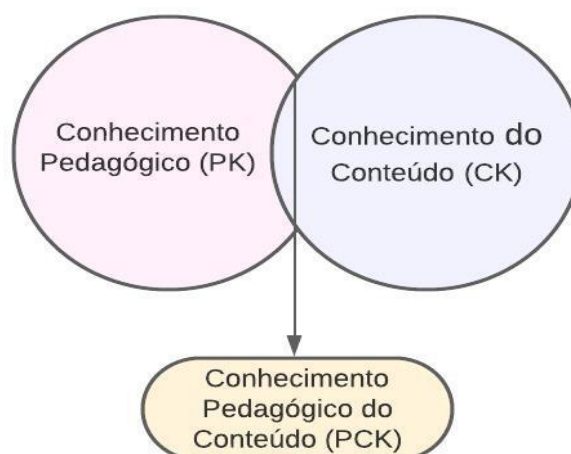 Conhecimento
Pedagógico (PK)
Conhecimento do
Conteúdo (CK)
Conhecimento
Pedagógico do
Conteúdo (PCK)